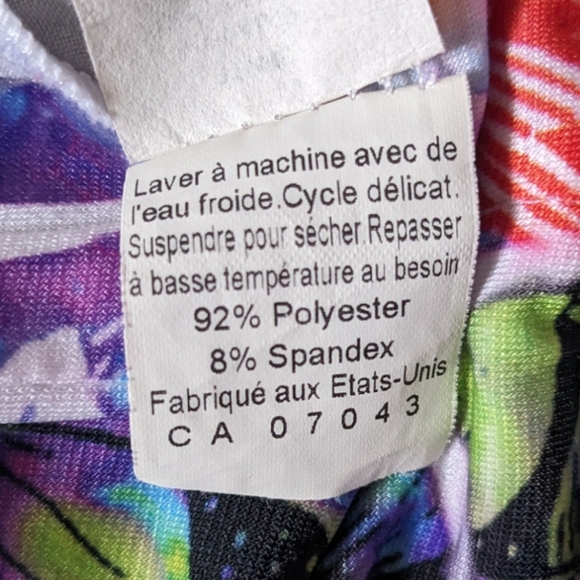 Laver à machine avec de
l'eau froide.Cycle délicat.
Suspendre pour sécher.Repasser
à basse température au besoin
92% Polyester
8% Spandex
Fabriqué aux Etats-Unis
CA 07043